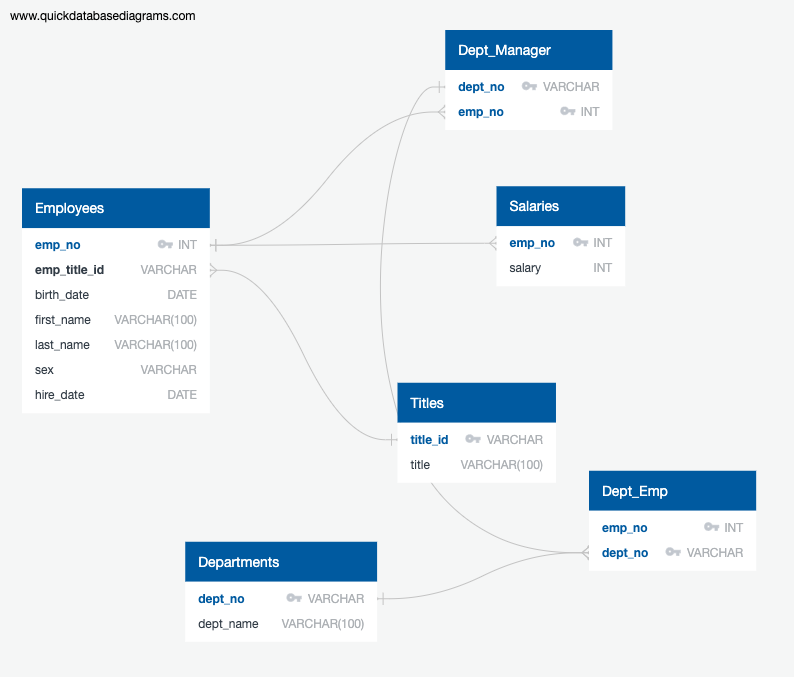 www.quickdatabasediagrams.com
Dept_Manager
dept_no VARCHAR
emp_no INT
Employees
emp_no INT
emp_title_id VARCHAR
birth_date DATE
first_name VARCHAR(100)
last_name VARCHAR(100)
sex VARCHAR
hire_date DATE
Salaries
emp_no INT
salary INT
Titles
title_id VARCHAR
title VARCHAR(100)
Dept_Emp
emp_no INT
dept_no VARCHAR
Departments
dept_no VARCHAR
dept_name VARCHAR(100)